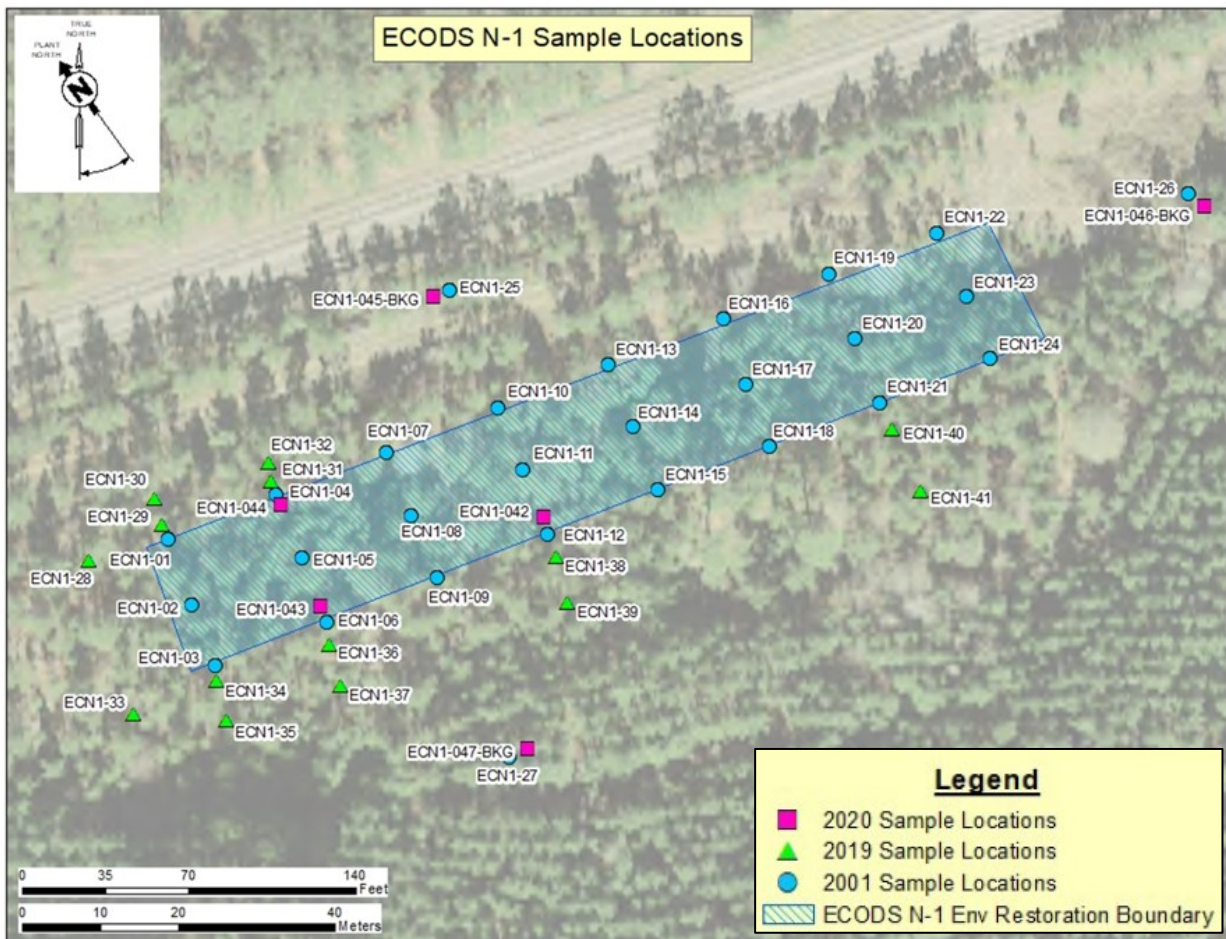 ECODS N-1 Sample Locations
TRUE
NORTH
PLANT
NORTH
N
ECN1-26
ECN1-046-BKG
ECN1-22
ECN1-19
ECN1-23
ECN1-045-BKG
ECN1-25
ECN1-16
ECN1-20
ECN1-24
ECN1-13
ECN1-17
ECN1-21
ECN1-10
ECN1-14
ECN1-40
ECN1-07
ECN1-18
ECN1-32
ECN1-31
ECN1-11
ECN1-15
ECN1-30
ECN1-04
ECN1-41
ECN1-044
ECN1-042
ECN1-29
ECN1-08
ECN1-12
ECN1-01
ECN1-05
ECN1-38
ECN1-28
ECN1-09
ECN1-02
ECN1-043
ECN1-39
ECN1-06
ECN1-36
ECN1-03
ECN1-34
ECN1-37
ECN1-33
ECN1-35
ECN1-047-BKG
ECN1-27
Legend
2020 Sample Locations
2019 Sample Locations
2001 Sample Locations
ECODS N-1 Env Restoration Boundary
0 35 70 140
Feet
0 10 20 40
Meters